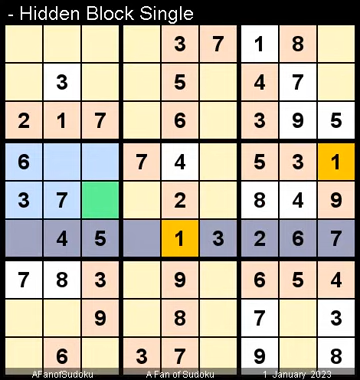 - Hidden Block Single
3 7 1 8
3 5 4 7
2 1 7 6 3 9 5
6 7 4 5 3 1
3 7 2 8 4 9
4 5 1 3 2 6 7
7 8 3 9 6 5 4
9 8 7 3
6 3 7 9 8
AFanofSudoku A Fan of Sudoku 1 January 2023